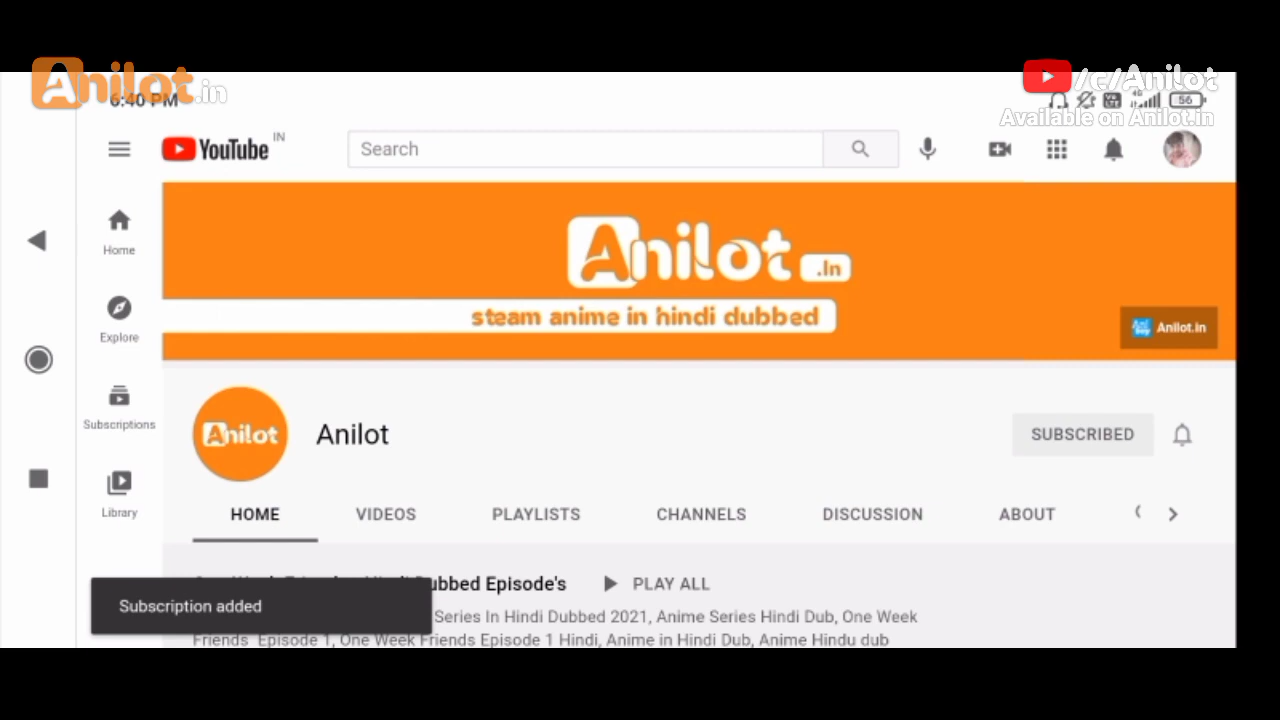 Anilot.in
/c/Anilot
6:40 PM
4G
56
Available on Anilot.in
YouTube IN
Search
Anilot .In
steam anime in hindi dubbed
Anilot.in
Home
Explore
Subscriptions
Library
Anilot
Anilot
SUBSCRIBED
HOME VIDEOS PLAYLISTS CHANNELS DISCUSSION ABOUT
ubbed Episode's PLAY ALL
Subscription added
Series In Hindi Dubbed 2021, Anime Series Hindi Dub, One Week
Friends Episode 1, One Week Friends Episode 1 Hindi, Anime in Hindi Dub, Anime Hindu dub